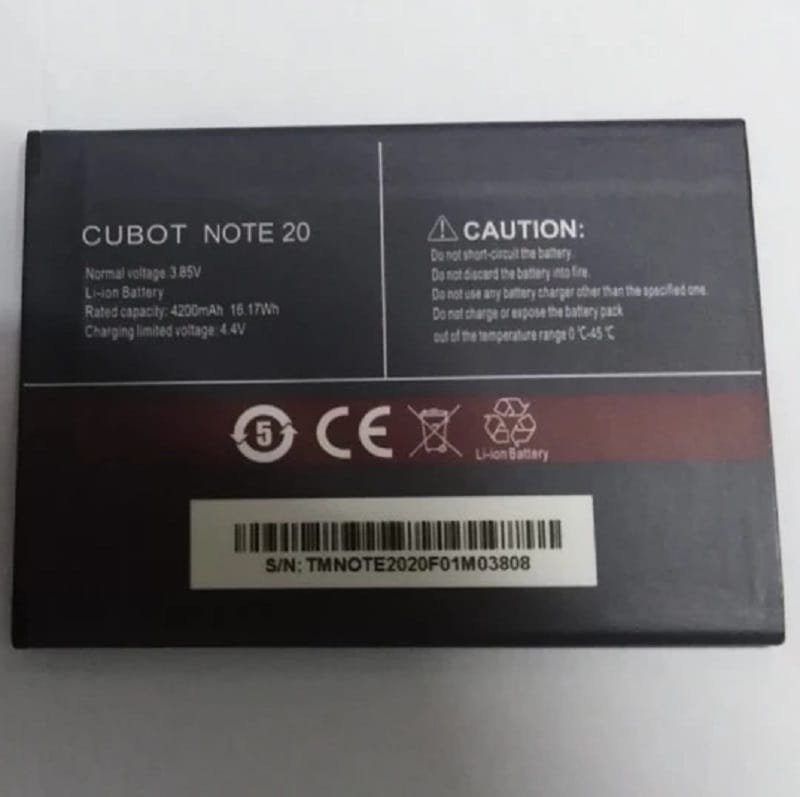 CUBOT NOTE 20
Normal voltage: 3.85V
Li-ion Battery
Rated capacity: 4200mAh 16.17Wh
Charging limited voltage: 4.4V
CAUTION:
Do not short-circuit the battery.
Do not discard the battery into fire.
Do not use any battery charger other than the specified one.
Do not charge or expose the battery pack
out of the temperature range 0℃-45℃
5
CE
Li-ion Battery
S/N: TMNOTE2020F01M03808